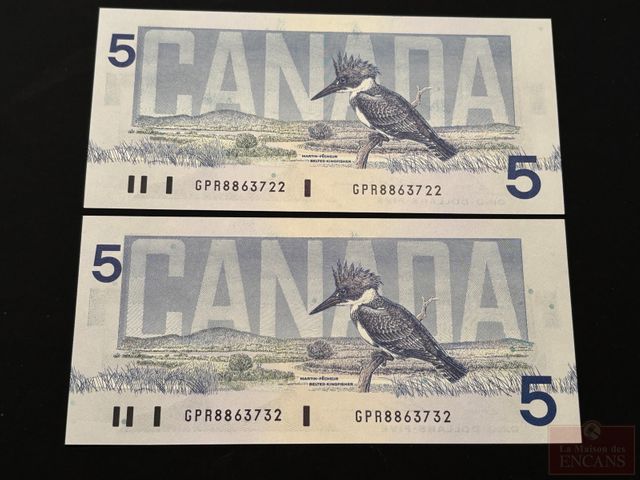 5 CANADA
MARTIN-PÊCHEUR
BELTED KINGFISHER
5
GPR8863722 GPR8863722
5 CANADA
MARTIN-PÊCHEUR
BELTED KINGFISHER
5
GPR8863732 GPR8863732
La Maison des
ENCANS